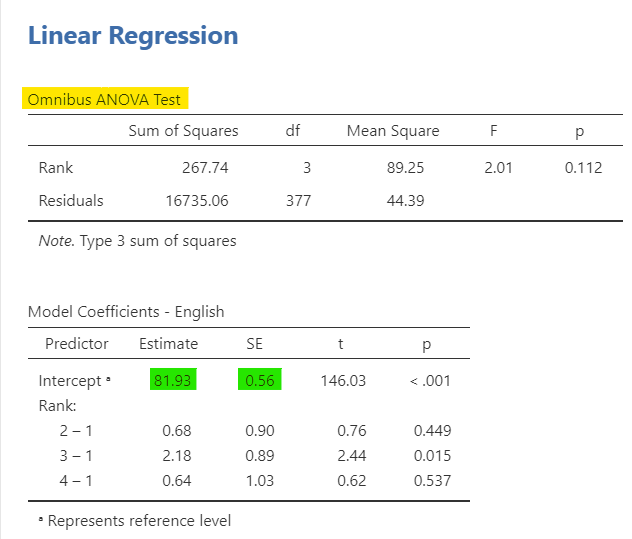 Linear Regression
Omnibus ANOVA Test
Sum of Squares df Mean Square F p
Rank 267.74 3 89.25 2.01 0.112
Residuals 16735.06 377 44.39
Note. Type 3 sum of squares
Model Coefficients - English
Predictor Estimate SE t p
Intercept ᵃ 81.93 0.56 146.03 < .001
Rank:
2 – 1 0.68 0.90 0.76 0.449
3 – 1 2.18 0.89 2.44 0.015
4 – 1 0.64 1.03 0.62 0.537
ᵃ Represents reference level